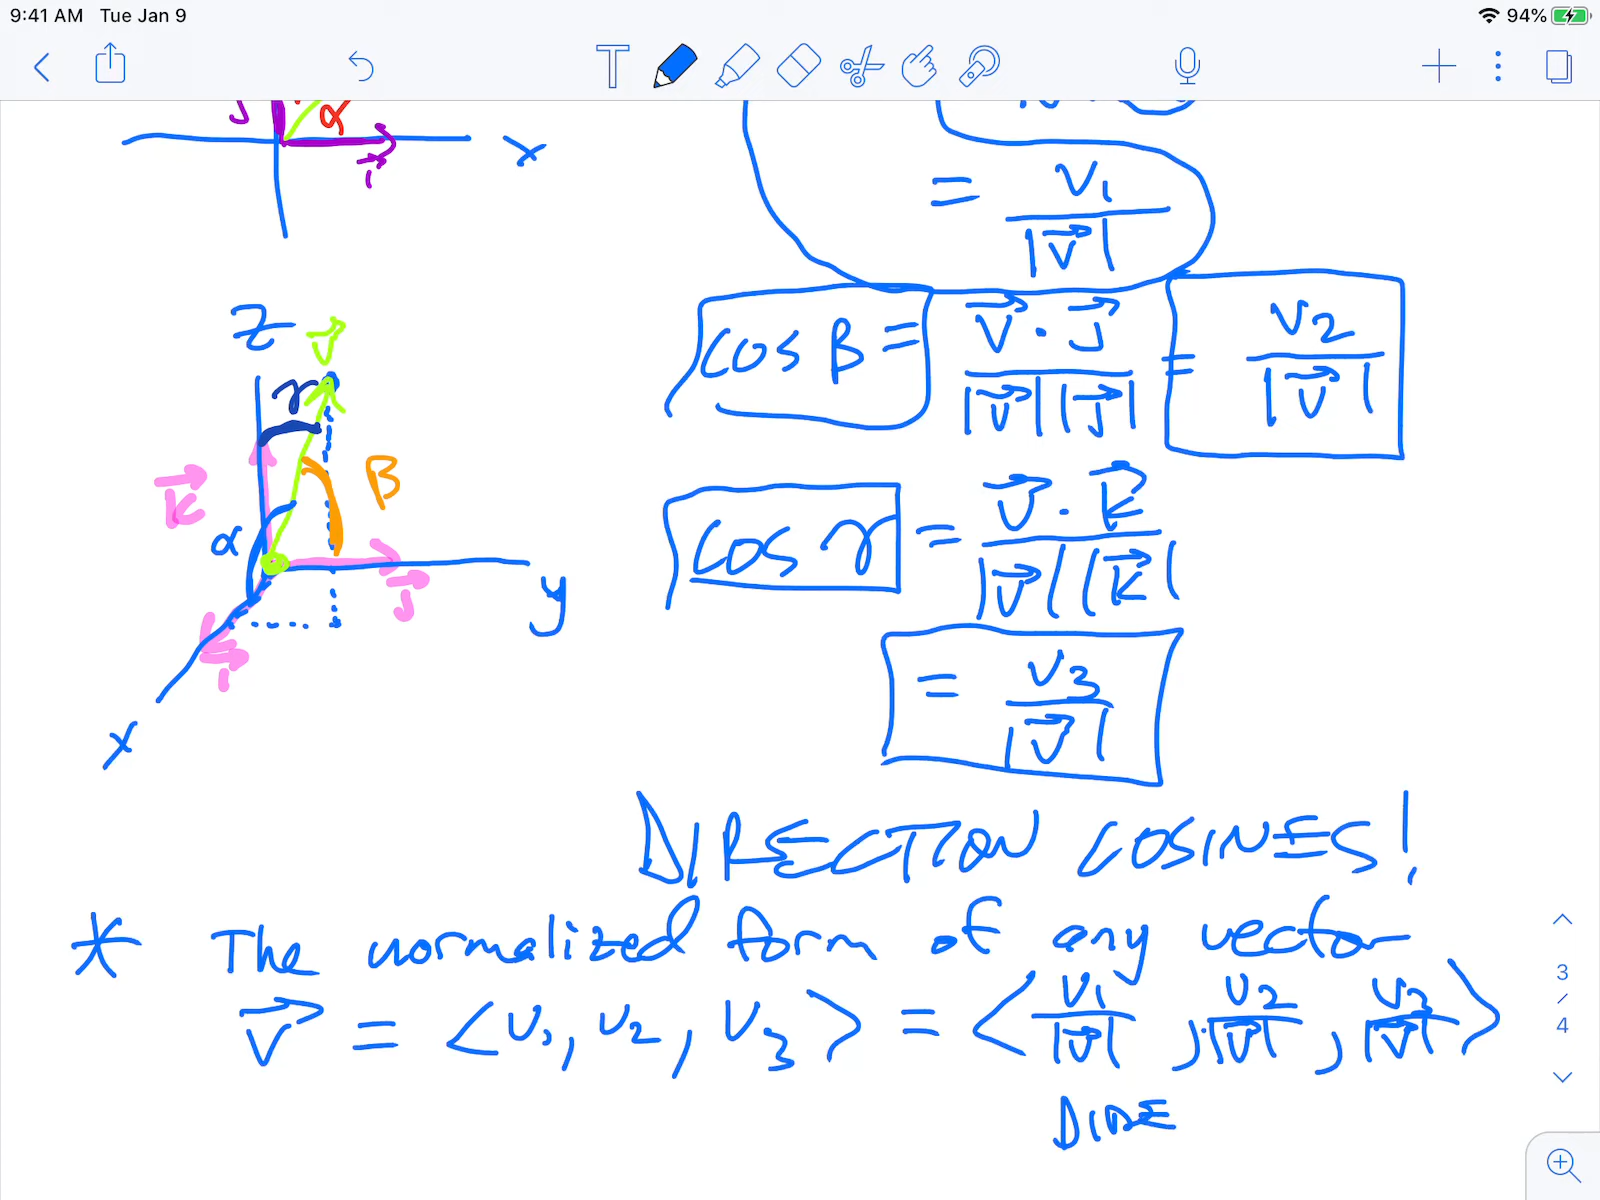 9:41 AM Tue Jan 9 94%
T
α
x
= v₁ / |v⃗|
z v⃗
cos β = v⃗ · j⃗ / |v⃗| |j⃗| = v₂ / |v⃗|
γ
k⃗ β
cos γ = v⃗ · k⃗ / |v⃗| |k⃗|
α
j⃗ y
i⃗
= v₃ / |v⃗|
x
DIRECTION COSINES!
* The normalized form of any vector
v⃗ = <v₁, v₂, v₃> = <v₁/|v⃗|, v₂/|v⃗|, v₃/|v⃗|>
3 / 4